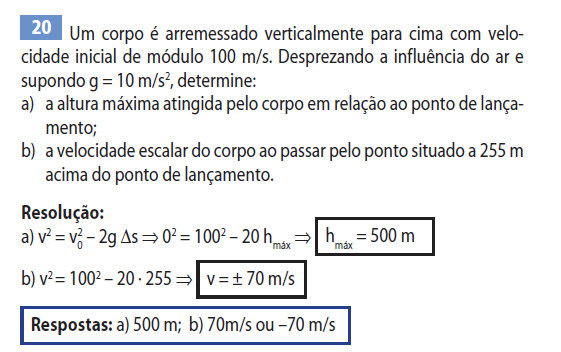 20 Um corpo é arremessado verticalmente para cima com velo-
cidade inicial de módulo 100 m/s. Desprezando a influência do ar e
supondo g = 10 m/s², determine:
a) a altura máxima atingida pelo corpo em relação ao ponto de lança-
mento;
b) a velocidade escalar do corpo ao passar pelo ponto situado a 255 m
acima do ponto de lançamento.
Resolução:
a) v² = v₀² – 2g Δs ⇒ 0² = 100² – 20 hₘáₓ ⇒ hₘáₓ = 500 m
b) v² = 100² – 20 · 255 ⇒ v = ± 70 m/s
Respostas: a) 500 m; b) 70m/s ou –70 m/s